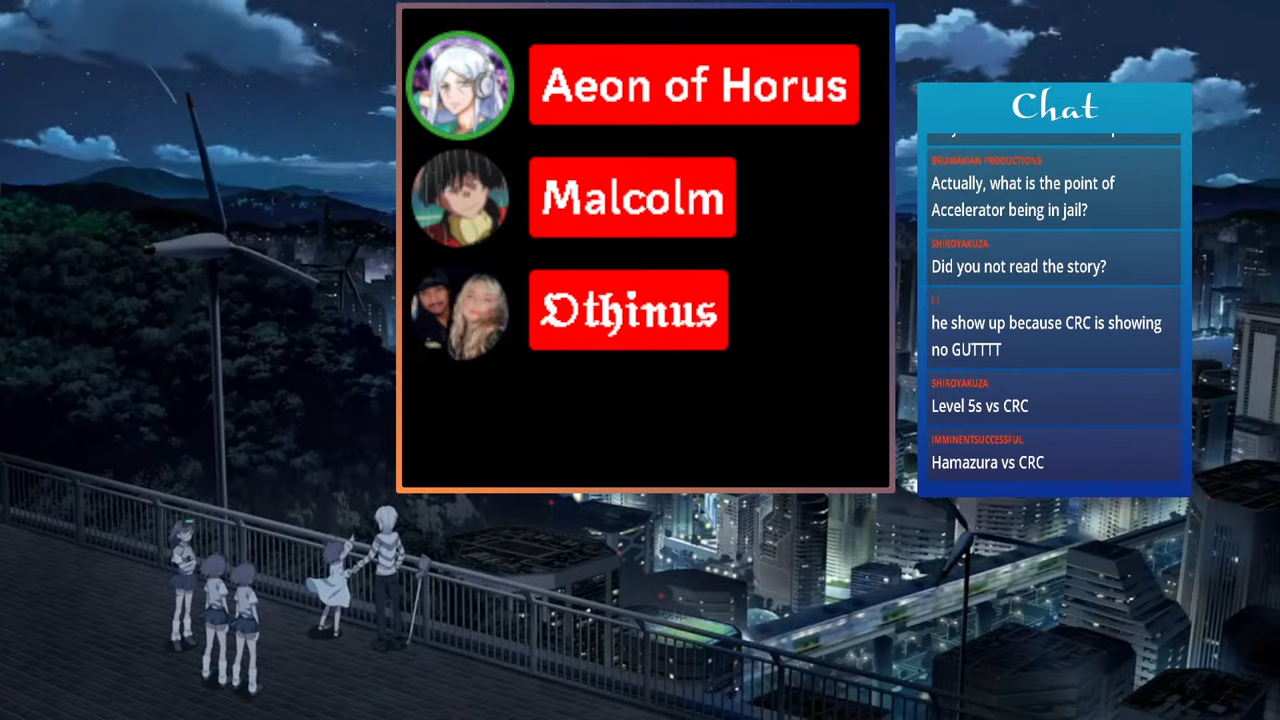 Aeon of Horus
Malcolm
Othinus
Chat
BRUMAKIAN PRODUCTIONS
Actually, what is the point of
Accelerator being in jail?
SHIROYAKUZA
Did you not read the story?
he show up because CRC is showing
no GUTTTT
SHIROYAKUZA
Level 5s vs CRC
IMMINENTSUCCESSFUL
Hamazura vs CRC